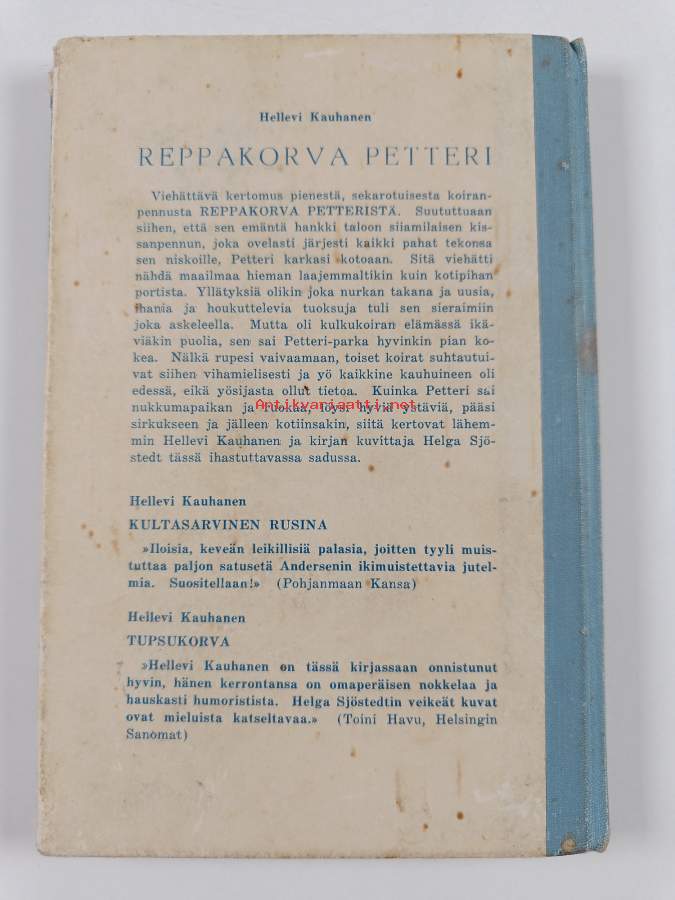 Hellevi Kauhanen
REPPAKORVA PETTERI
Viehättävä kertomus pienestä, sekarotuisesta koiran-
pennusta REPPAKORVA PETTERISTÄ. Suututtuaan
siihen, että sen emäntä hankki taloon siiamilaisen kis-
sanpennun, joka ovelasti järjesti kaikki pahat tekonsa
sen niskoille, Petteri karkasi kotoaan. Sitä viehätti
nähdä maailmaa hieman laajemmaltikin kuin kotipihan
portista. Yllätyksiä olikin joka nurkan takana ja uusia,
ihania ja houkuttelevia tuoksuja tuli sen sieraimiin
joka askeleella. Mutta oli kulkukoiran elämässä ikä-
viäkin puolia, sen sai Petteri-parka hyvinkin pian ko-
kea. Nälkä rupesi vaivaamaan, toiset koirat suhtautui-
vat siihen vihamielisesti ja yö kaikkine kauhuineen oli
edessä, eikä yösijasta ollut tietoa. Kuinka Petteri sai
nukkumapaikan ja ruokaa, löysi hyviä ystäviä, pääsi
Antikvariaatti.net
sirkukseen ja jälleen kotiinsakin, siitä kertovat lähem-
min Hellevi Kauhanen ja kirjan kuvittaja Helga Sjö-
stedt tässä ihastuttavassa sadussa.
Hellevi Kauhanen
KULTASARVINEN RUSINA
»Iloisia, keveän leikillisiä palasia, joitten tyyli muis-
tuttaa paljon satusetä Andersenin ikimuistettavia jutel-
mia. Suositellaan!» (Pohjanmaan Kansa)
Hellevi Kauhanen
TUPSUKORVA
»Hellevi Kauhanen on tässä kirjassaan onnistunut
hyvin, hänen kerrontansa on omaperäisen nokkelaa ja
hauskasti humoristista. Helga Sjöstedtin veikeät kuvat
ovat mieluista katseltavaa.» (Toini Havu, Helsingin
Sanomat)